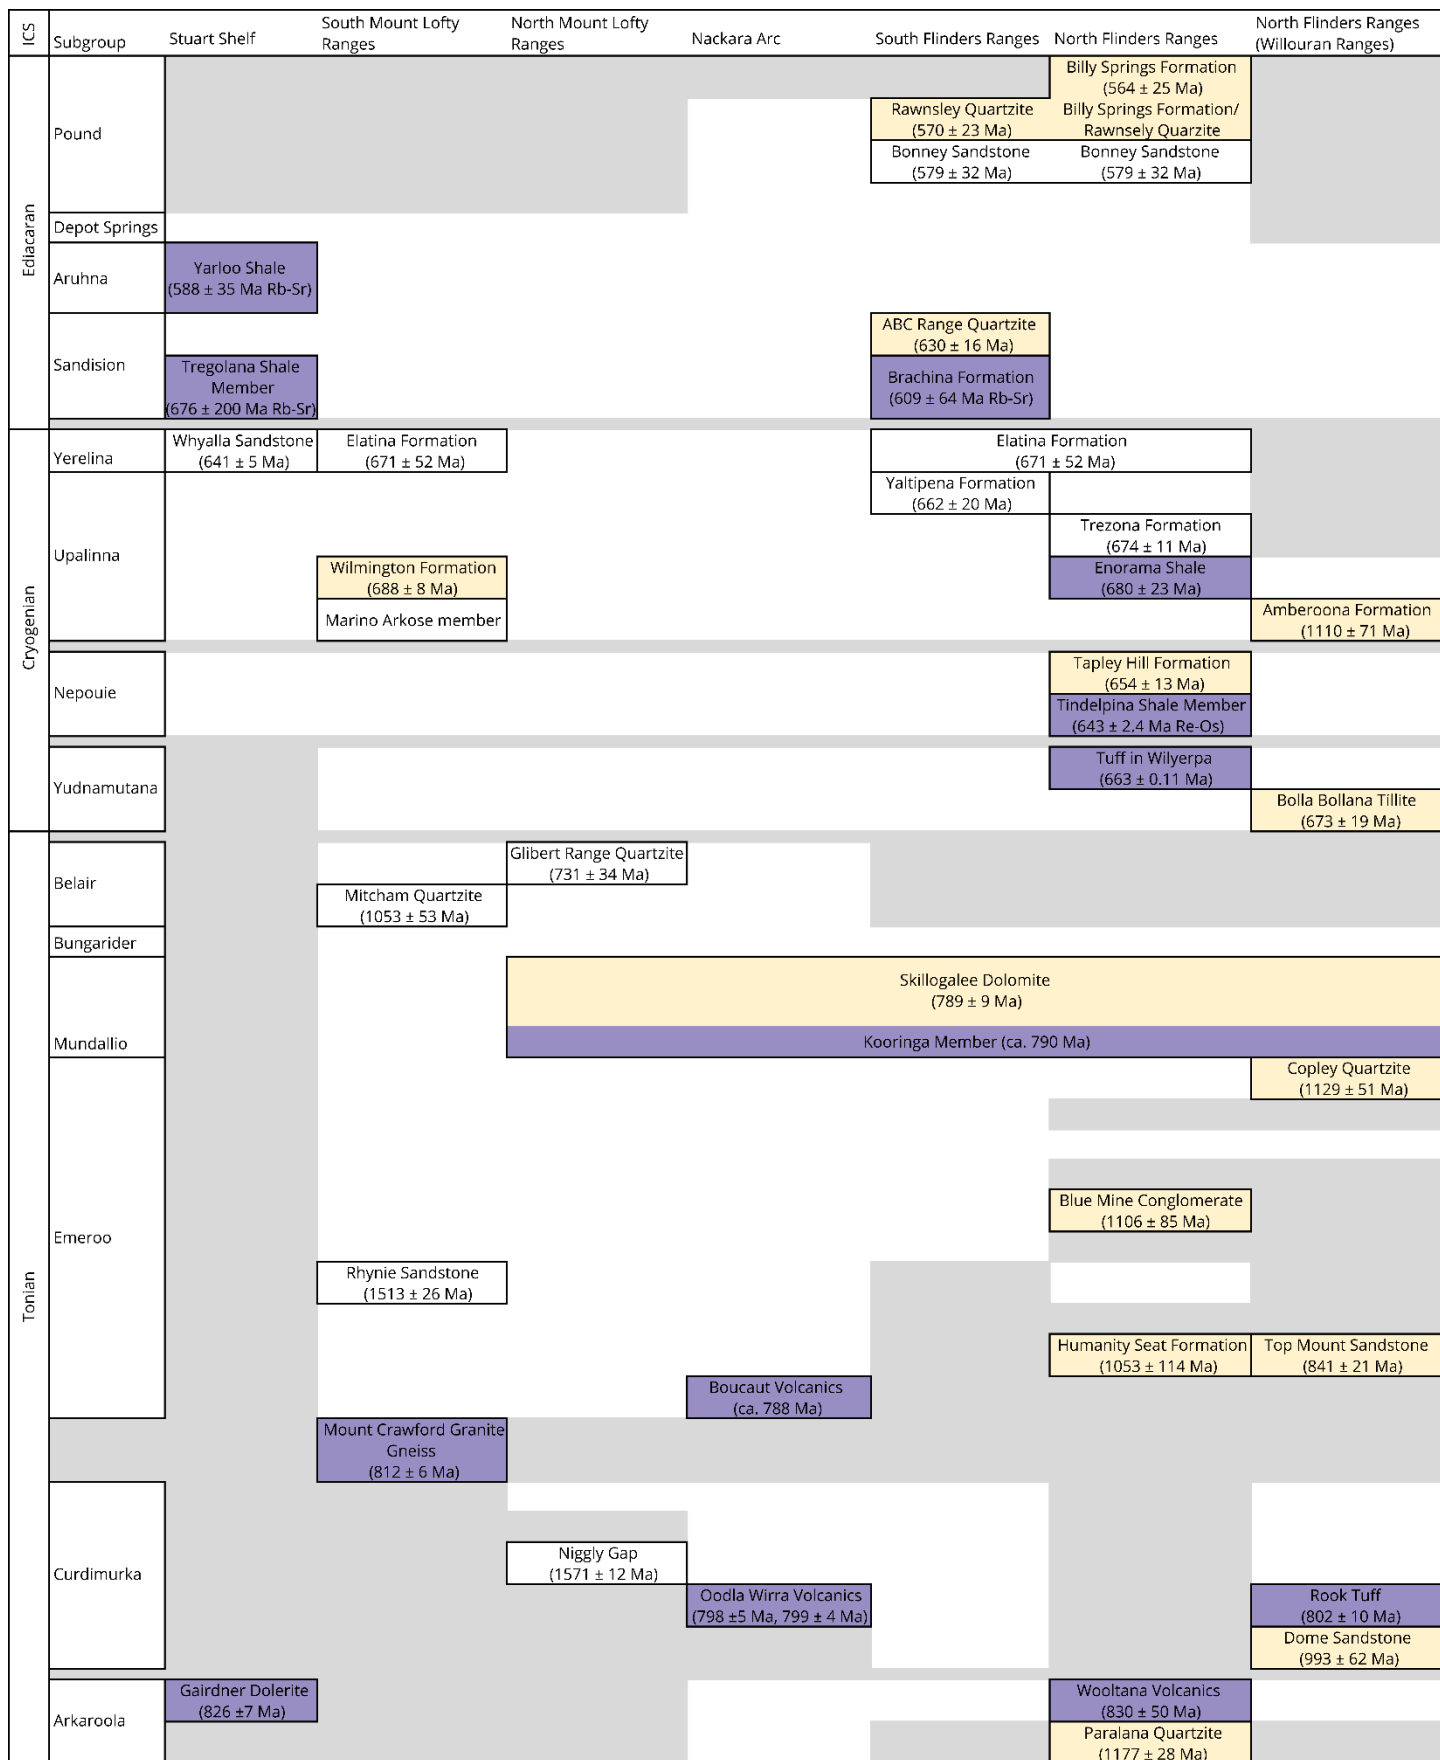 ICS
Subgroup
Stuart Shelf
South Mount Lofty
Ranges
North Mount Lofty
Ranges
Nackara Arc
South Flinders Ranges
North Flinders Ranges
North Flinders Ranges
(Willouran Ranges)
Ediacaran
Pound
Billy Springs Formation
(564 ± 25 Ma)
Rawnsley Quartzite
(570 ± 23 Ma)
Billy Springs Formation/
Rawnsely Quarzite
Bonney Sandstone
(579 ± 32 Ma)
Bonney Sandstone
(579 ± 32 Ma)
Depot Springs
Aruhna
Yarloo Shale
(588 ± 35 Ma Rb-Sr)
Sandision
Tregolana Shale
Member
(676 ± 200 Ma Rb-Sr)
ABC Range Quartzite
(630 ± 16 Ma)
Brachina Formation
(609 ± 64 Ma Rb-Sr)
Cryogenian
Yerelina
Whyalla Sandstone
(641 ± 5 Ma)
Elatina Formation
(671 ± 52 Ma)
Elatina Formation
(671 ± 52 Ma)
Upalinna
Yaltipena Formation
(662 ± 20 Ma)
Trezona Formation
(674 ± 11 Ma)
Wilmington Formation
(688 ± 8 Ma)
Enorama Shale
(680 ± 23 Ma)
Marino Arkose member
Amberoona Formation
(1110 ± 71 Ma)
Nepouie
Tapley Hill Formation
(654 ± 13 Ma)
Tindelpina Shale Member
(643 ± 2.4 Ma Re-Os)
Yudnamutana
Tuff in Wilyerpa
(663 ± 0.11 Ma)
Bolla Bollana Tillite
(673 ± 19 Ma)
Tonian
Belair
Glibert Range Quartzite
(731 ± 34 Ma)
Mitcham Quartzite
(1053 ± 53 Ma)
Bungarider
Mundallio
Skillogalee Dolomite
(789 ± 9 Ma)
Kooringa Member (ca. 790 Ma)
Emeroo
Copley Quartzite
(1129 ± 51 Ma)
Blue Mine Conglomerate
(1106 ± 85 Ma)
Rhynie Sandstone
(1513 ± 26 Ma)
Humanity Seat Formation
(1053 ± 114 Ma)
Top Mount Sandstone
(841 ± 21 Ma)
Boucaut Volcanics
(ca. 788 Ma)
Mount Crawford Granite
Gneiss
(812 ± 6 Ma)
Curdimurka
Niggly Gap
(1571 ± 12 Ma)
Oodla Wirra Volcanics
(798 ±5 Ma, 799 ± 4 Ma)
Rook Tuff
(802 ± 10 Ma)
Dome Sandstone
(993 ± 62 Ma)
Arkaroola
Gairdner Dolerite
(826 ±7 Ma)
Wooltana Volcanics
(830 ± 50 Ma)
Paralana Quartzite
(1177 ± 28 Ma)